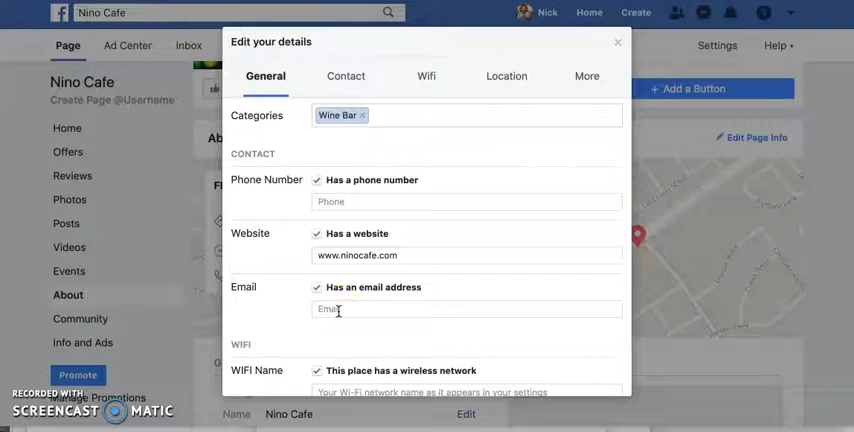 Nino Cafe
Nick Home Create
Page Ad Center Inbox Settings Help
Nino Cafe
Create Page @Username
Home
Offers
Reviews
Photos
Posts
Videos
Events
About
Community
Info and Ads
Promote
Manage Promotions
+ Add a Button
Edit Page Info
Edit your details
General Contact Wifi Location More
Categories Wine Bar
CONTACT
Phone Number Has a phone number
Phone
Website Has a website
www.ninocafe.com
Email Has an email address
Email
WIFI
WIFI Name This place has a wireless network
Your Wi-Fi network name as it appears in your settings
Name Nino Cafe Edit
RECORDED WITH
SCREENCAST MATIC